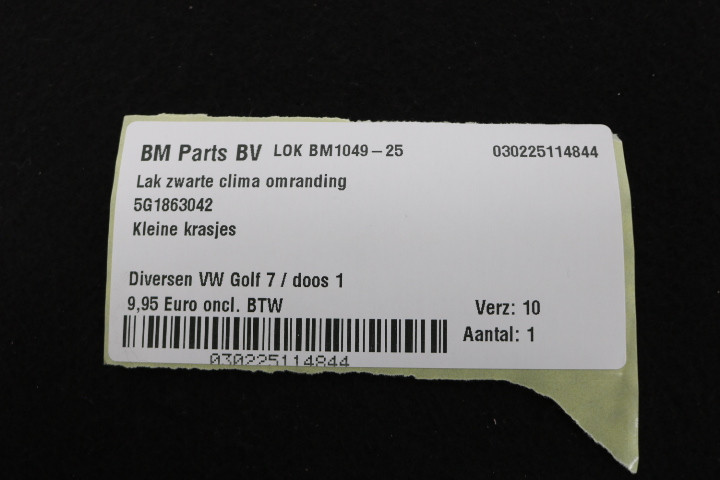 BM Parts BV LOK BM1049-25 030225114844
Lak zwarte clima omranding
5G1863042
Kleine krasjes
Diversen VW Golf 7 / doos 1
9,95 Euro oncl. BTW Verz: 10
Aantal: 1
030225114844